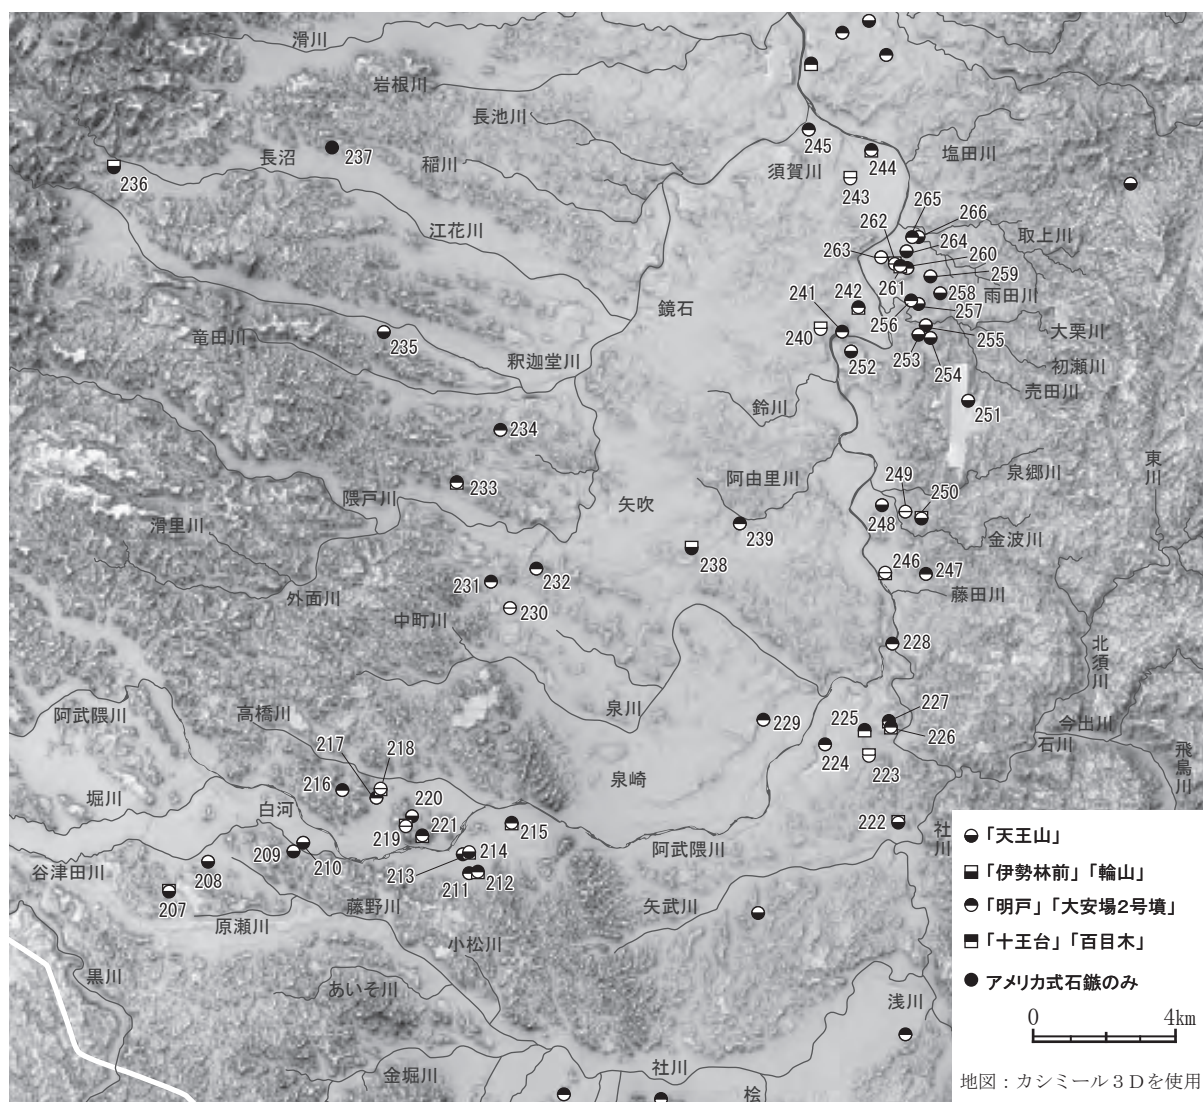 滑川
岩根川
長池川
245
塩田川
長沼
237
稲川
須賀川
244
236
243
265
262
266
江花川
264
取上川
263
260
259
261
258
雨田川
241
242
鏡石
256
257
竜田川
240
255
大栗川
235
釈迦堂川
252
253
254
初瀬川
売田川
鈴川
251
234
泉郷川
東川
阿由里川
249
250
233
隈戸川
矢吹
滑里川
239
248
金波川
238
246
247
232
231
藤田川
外面川
230
中町川
228
北須川
泉川
阿武隈川
高橋川
229
225
227
226
今出川
石川
217
218
224
飛鳥川
216
泉崎
223
堀川
白河
220
221
219
215
222
社川
209
210
214
阿武隈川
谷津田川
208
213
211
212
207
藤野川
矢武川
原瀬川
小松川
黒川
あいそ川
浅川
社川
金堀川
桧
「天王山」
「伊勢林前」「輪山」
「明戸」「大安場2号墳」
「十王台」「百目木」
アメリカ式石鏃のみ
0 4km
地図：カシミール3Dを使用